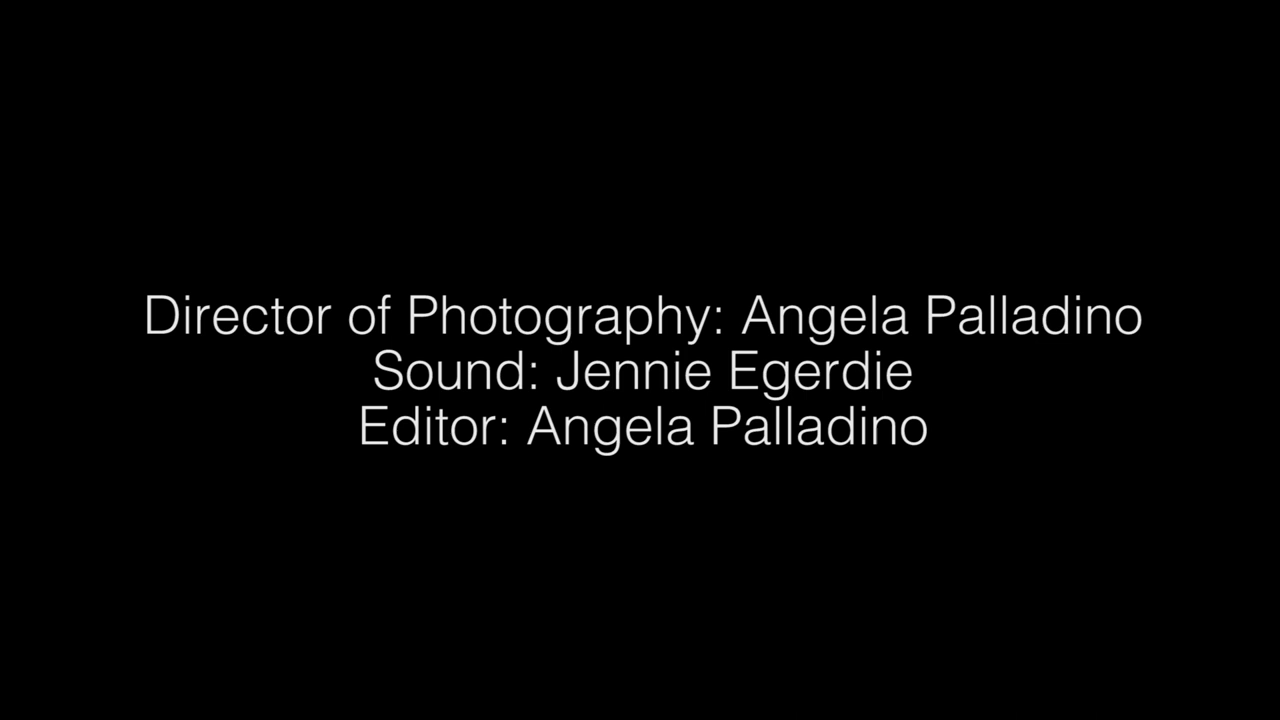 Director of Photography: Angela Palladino
Sound: Jennie Egerdie
Editor: Angela Palladino